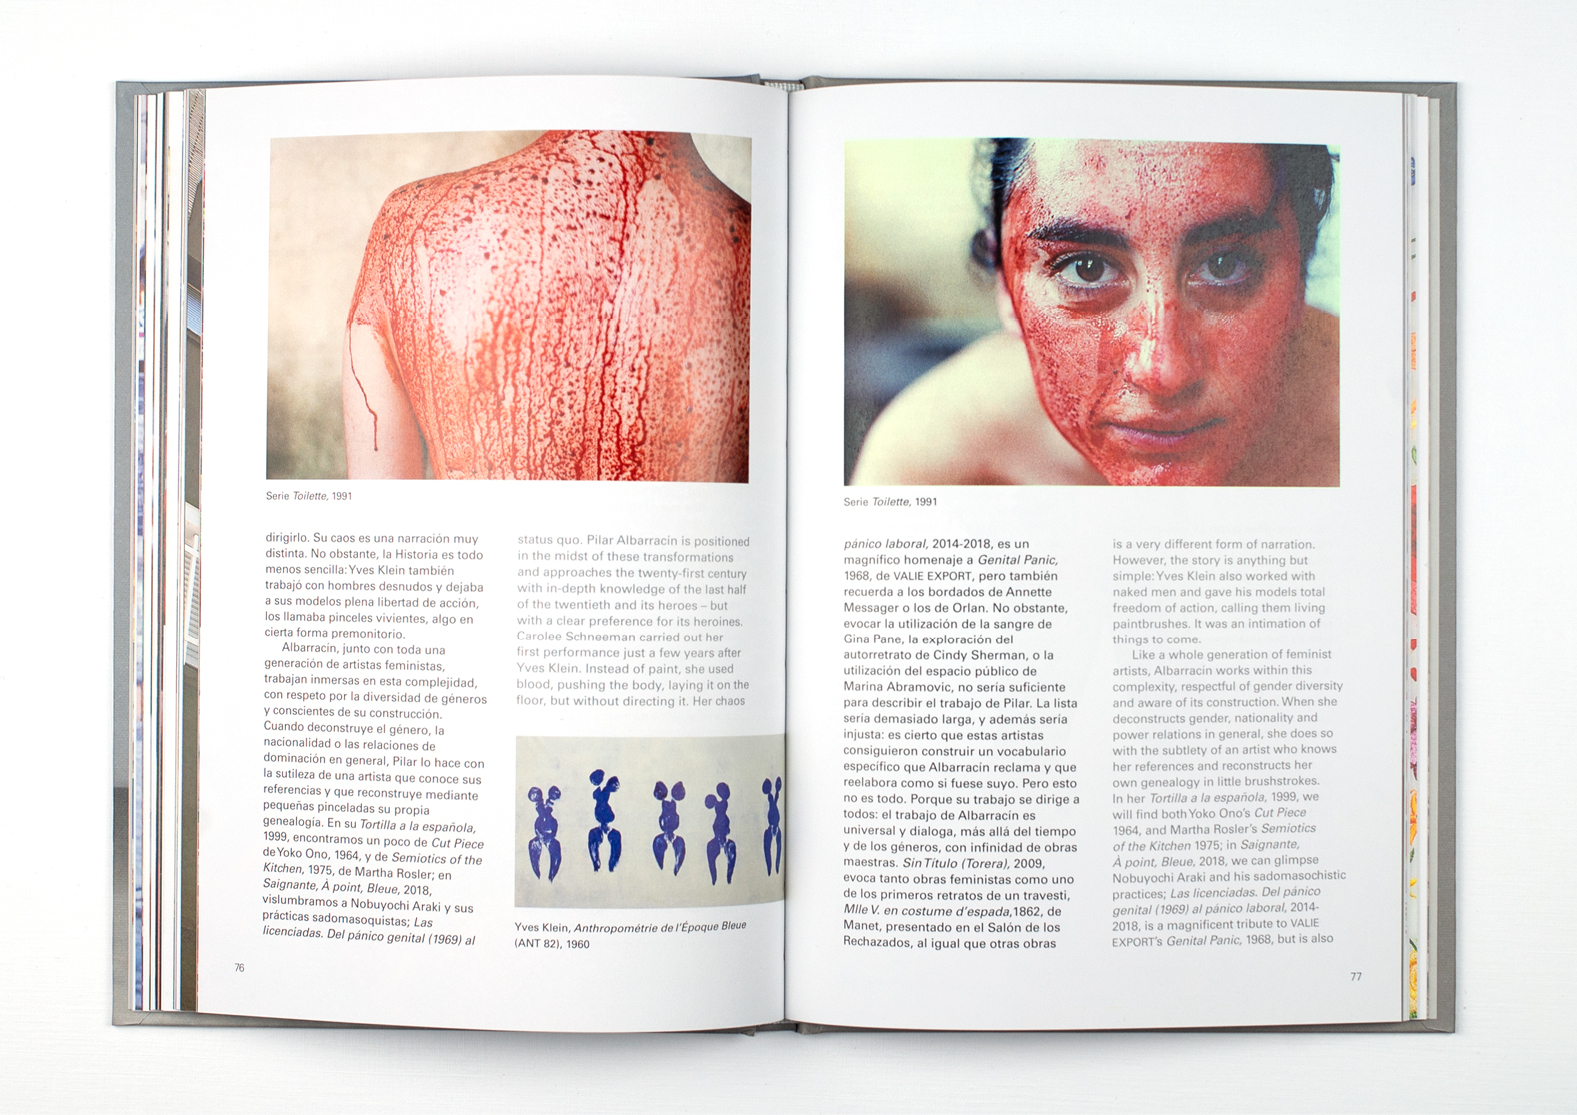 Serie Toilette, 1991
dirigirlo. Su caos es una narración muy
distinta. No obstante, la Historia es todo
menos sencilla: Yves Klein también
trabajó con hombres desnudos y dejaba
a sus modelos plena libertad de acción,
los llamaba pinceles vivientes, algo en
cierta forma premonitorio.
Albarracín, junto con toda una
generación de artistas feministas,
trabajan inmersas en esta complejidad,
con respeto por la diversidad de géneros
y conscientes de su construcción.
Cuando deconstruye el género, la
nacionalidad o las relaciones de
dominación en general, Pilar lo hace con
la sutileza de una artista que conoce sus
referencias y que reconstruye mediante
pequeñas pinceladas su propia
genealogía. En su Tortilla a la española,
1999, encontramos un poco de Cut Piece
de Yoko Ono, 1964, y de Semiotics of the
Kitchen, 1975, de Martha Rosler; en
Saignante, À point, Bleue, 2018,
vislumbramos a Nobuyochi Araki y sus
prácticas sadomasoquistas; Las
licenciadas. Del pánico genital (1969) al
status quo. Pilar Albarracín is positioned
in the midst of these transformations
and approaches the twenty-first century
with in-depth knowledge of the last half
of the twentieth and its heroes – but
with a clear preference for its heroines.
Carolee Schneeman carried out her
first performance just a few years after
Yves Klein. Instead of paint, she used
blood, pushing the body, laying it on the
floor, but without directing it. Her chaos
Yves Klein, Anthropométrie de l'Époque Bleue
(ANT 82), 1960
76
Serie Toilette, 1991
pánico laboral, 2014-2018, es un
magnífico homenaje a Genital Panic,
1968, de VALIE EXPORT, pero también
recuerda a los bordados de Annette
Messager o los de Orlan. No obstante,
evocar la utilización de la sangre de
Gina Pane, la exploración del
autorretrato de Cindy Sherman, o la
utilización del espacio público de
Marina Abramovic, no sería suficiente
para describir el trabajo de Pilar. La lista
sería demasiado larga, y además sería
injusta: es cierto que estas artistas
consiguieron construir un vocabulario
específico que Albarracín reclama y que
reelabora como si fuese suyo. Pero esto
no es todo. Porque su trabajo se dirige a
todos: el trabajo de Albarracín es
universal y dialoga, más allá del tiempo
y de los géneros, con infinidad de obras
maestras. Sin Título (Torera), 2009,
evoca tanto obras feministas como uno
de los primeros retratos de un travesti,
Mlle V. en costume d'espada,1862, de
Manet, presentado en el Salón de los
Rechazados, al igual que otras obras
is a very different form of narration.
However, the story is anything but
simple: Yves Klein also worked with
naked men and gave his models total
freedom of action, calling them living
paintbrushes. It was an intimation of
things to come.
Like a whole generation of feminist
artists, Albarracín works within this
complexity, respectful of gender diversity
and aware of its construction. When she
deconstructs gender, nationality and
power relations in general, she does so
with the subtlety of an artist who knows
her references and reconstructs her
own genealogy in little brushstrokes.
In her Tortilla a la española, 1999, we
will find both Yoko Ono's Cut Piece
1964, and Martha Rosler's Semiotics
of the Kitchen 1975; in Saignante,
À point, Bleue, 2018, we can glimpse
Nobuyochi Araki and his sadomasochistic
practices; Las licenciadas. Del pánico
genital (1969) al pánico laboral, 2014-
2018, is a magnificent tribute to VALIE
EXPORT's Genital Panic, 1968, but is also
77